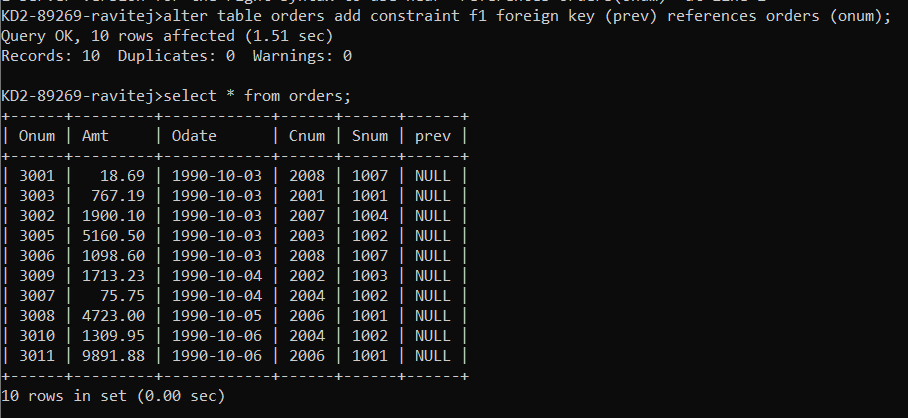 KD2-89269-ravitej>alter table orders add constraint f1 foreign key (prev) references orders (onum);
Query OK, 10 rows affected (1.51 sec)
Records: 10  Duplicates: 0  Warnings: 0

KD2-89269-ravitej>select * from orders;
+------+---------+------------+------+------+------+
| Onum | Amt     | Odate      | Cnum | Snum | prev |
+------+---------+------------+------+------+------+
| 3001 |   18.69 | 1990-10-03 | 2008 | 1007 | NULL |
| 3003 |  767.19 | 1990-10-03 | 2001 | 1001 | NULL |
| 3002 | 1900.10 | 1990-10-03 | 2007 | 1004 | NULL |
| 3005 | 5160.50 | 1990-10-03 | 2003 | 1002 | NULL |
| 3006 | 1098.60 | 1990-10-03 | 2008 | 1007 | NULL |
| 3009 | 1713.23 | 1990-10-04 | 2002 | 1003 | NULL |
| 3007 |   75.75 | 1990-10-04 | 2004 | 1002 | NULL |
| 3008 | 4723.00 | 1990-10-05 | 2006 | 1001 | NULL |
| 3010 | 1309.95 | 1990-10-06 | 2004 | 1002 | NULL |
| 3011 | 9891.88 | 1990-10-06 | 2006 | 1001 | NULL |
+------+---------+------------+------+------+------+
10 rows in set (0.00 sec)